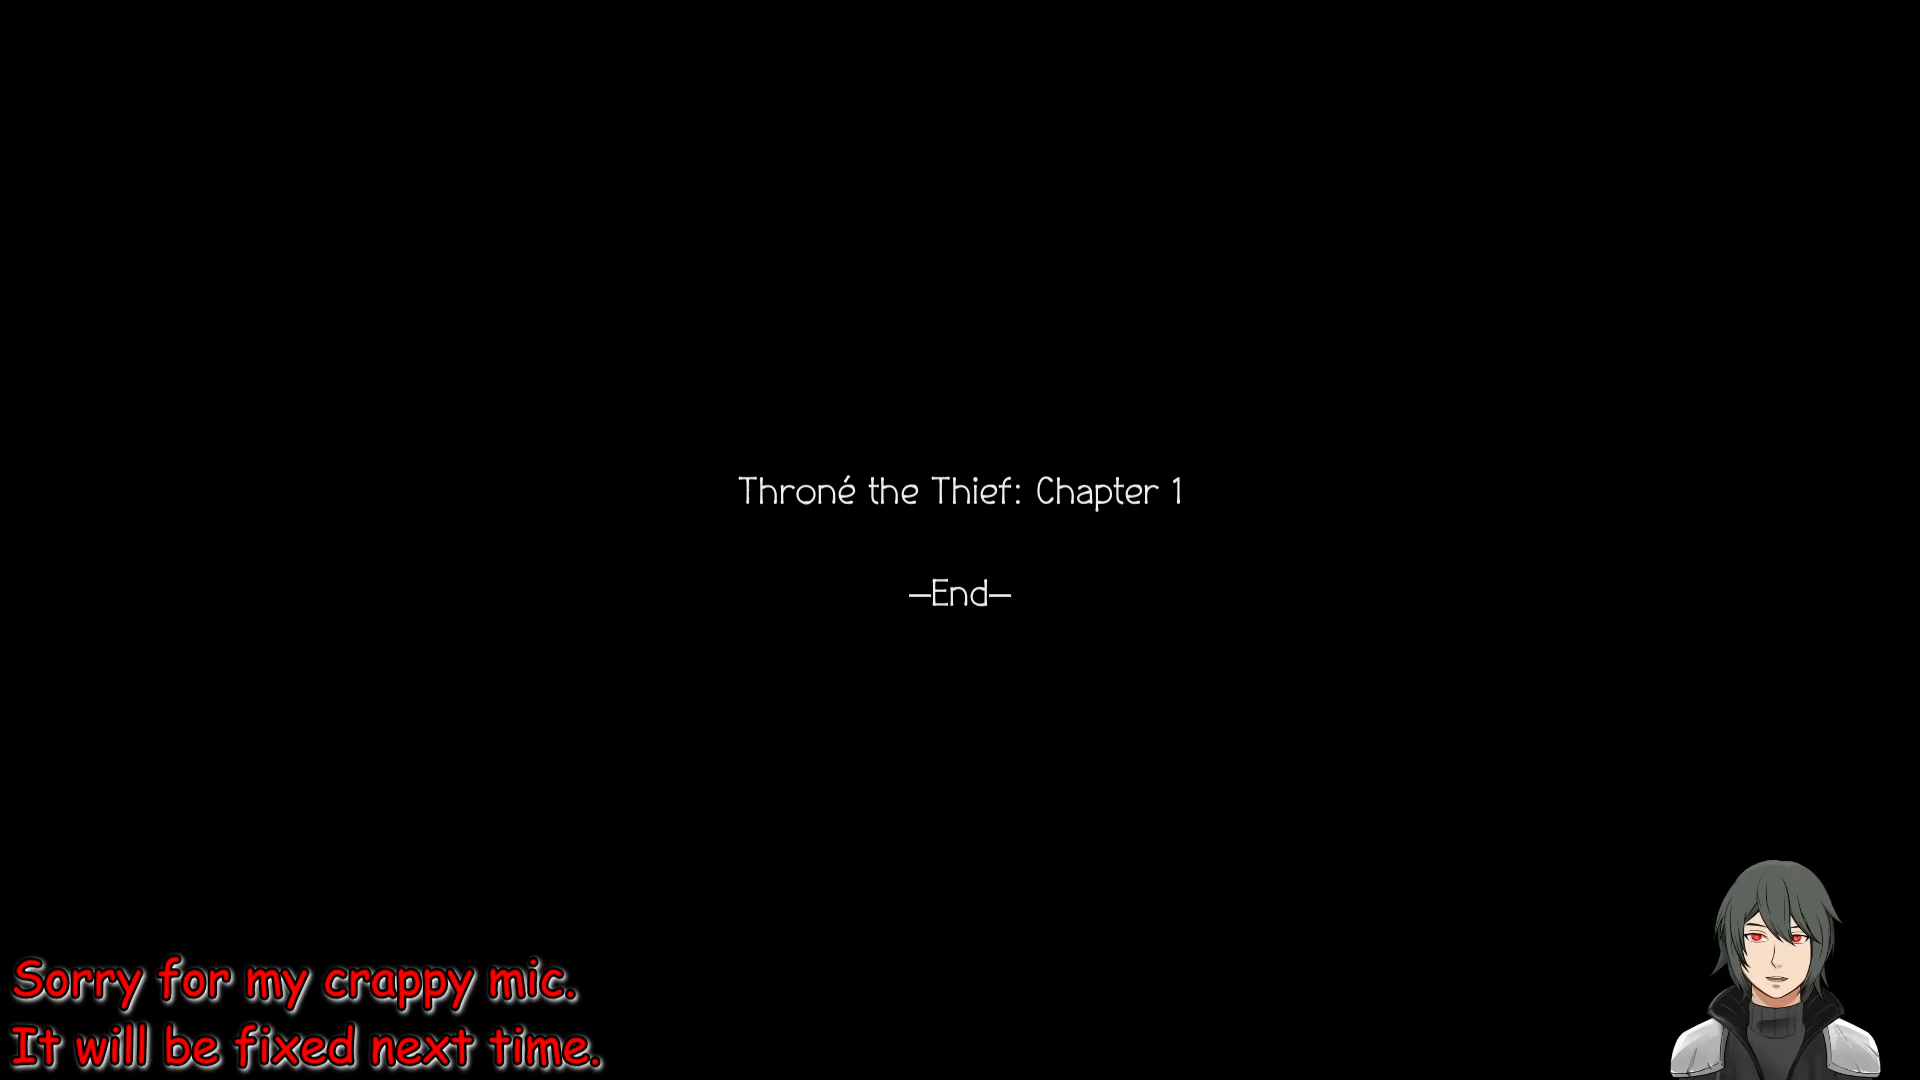 Throné the Thief: Chapter 1
—End—
Sorry for my crappy mic.
It will be fixed next time.